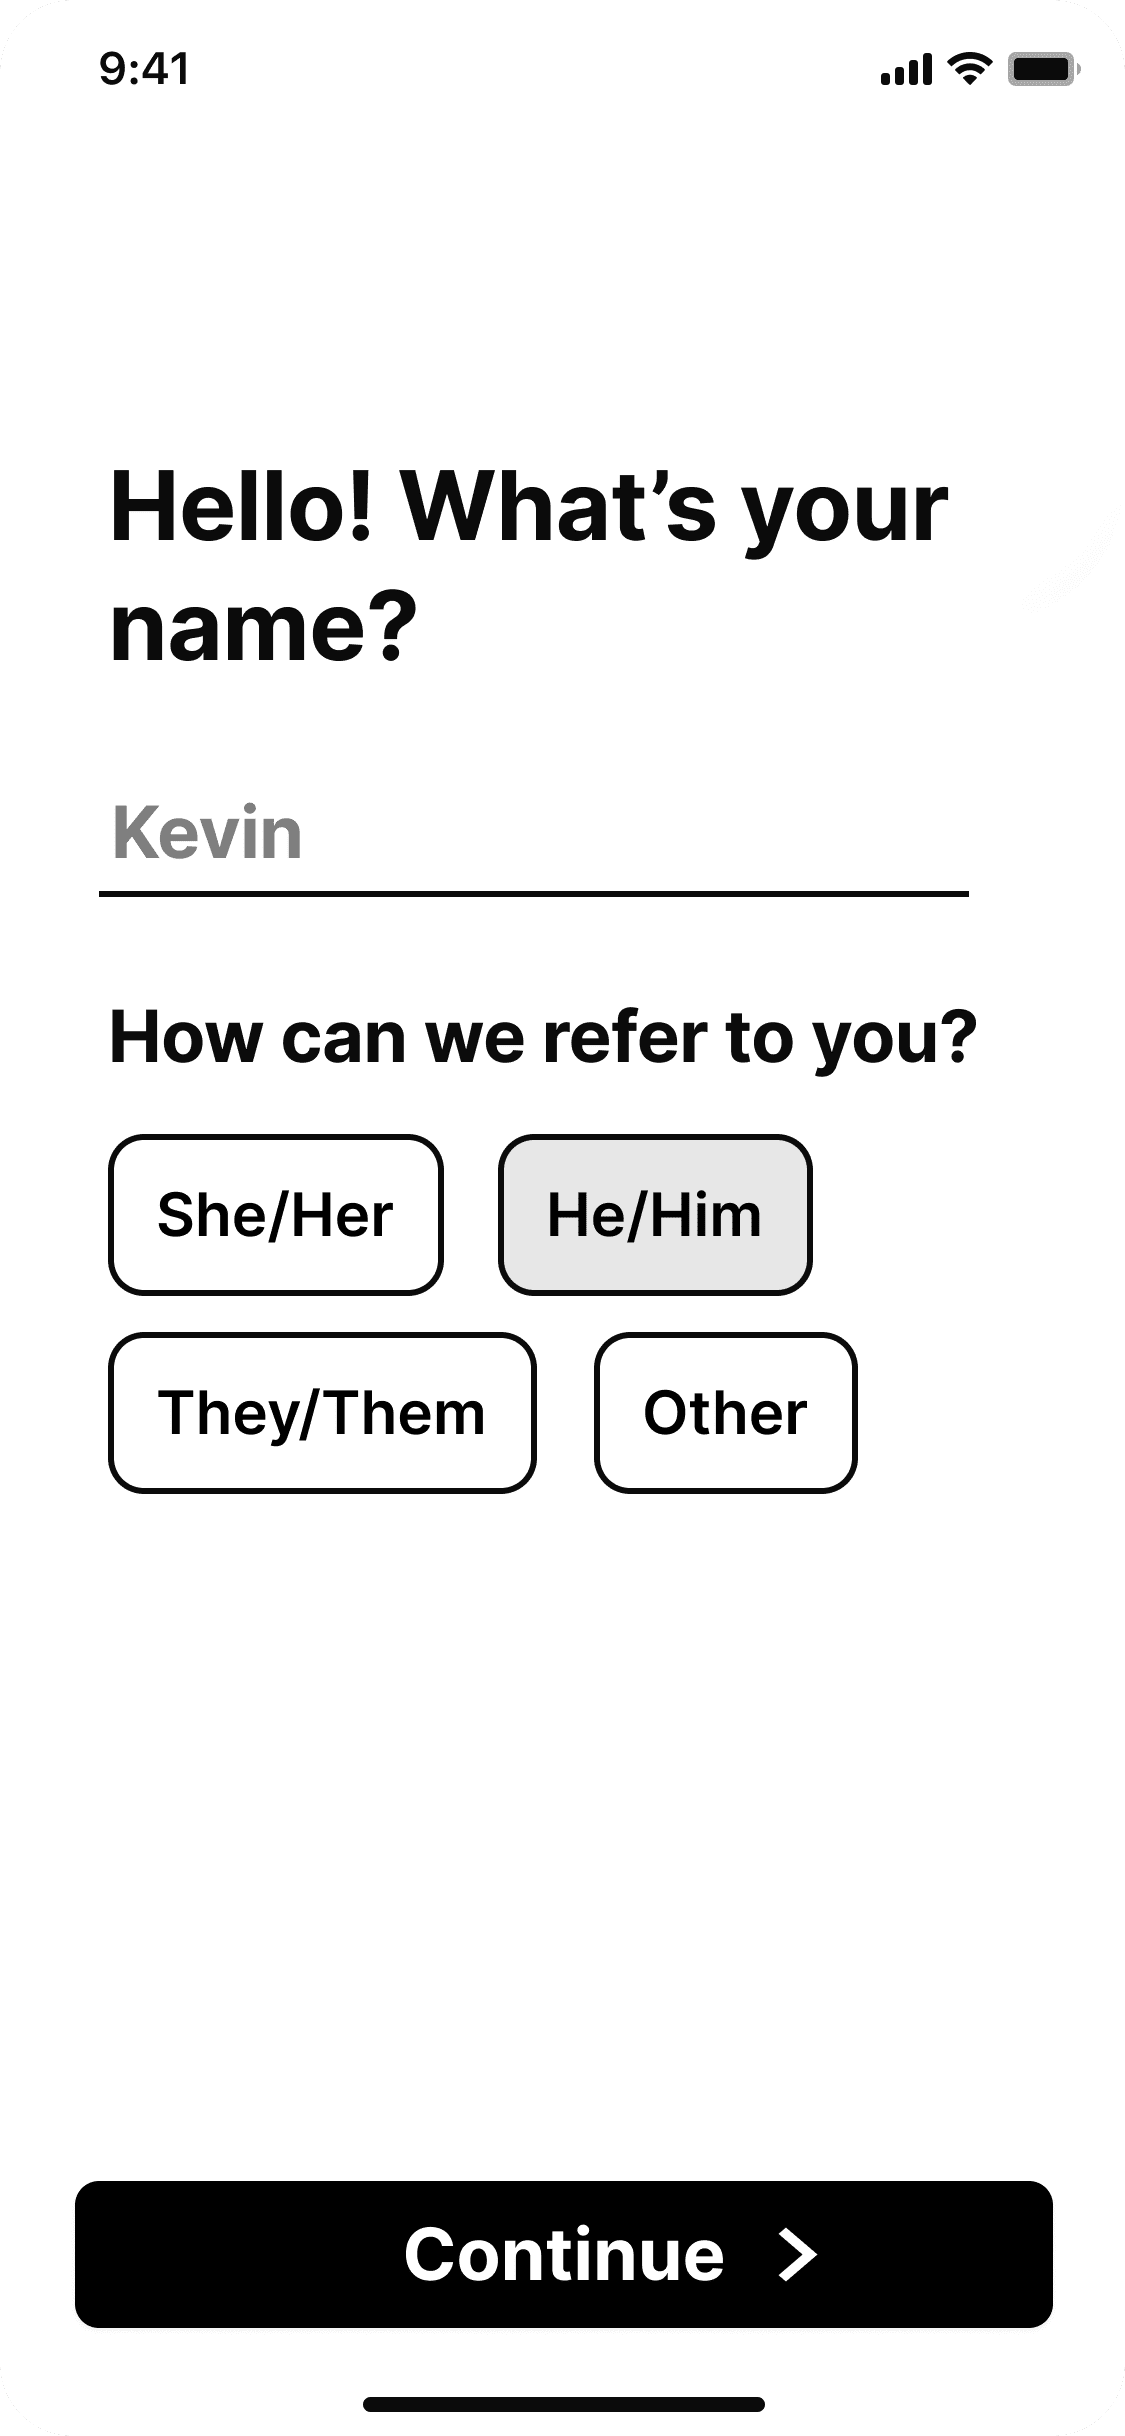 9:41
Hello! What’s your
name?
Kevin
How can we refer to you?
She/Her He/Him
They/Them Other
Continue